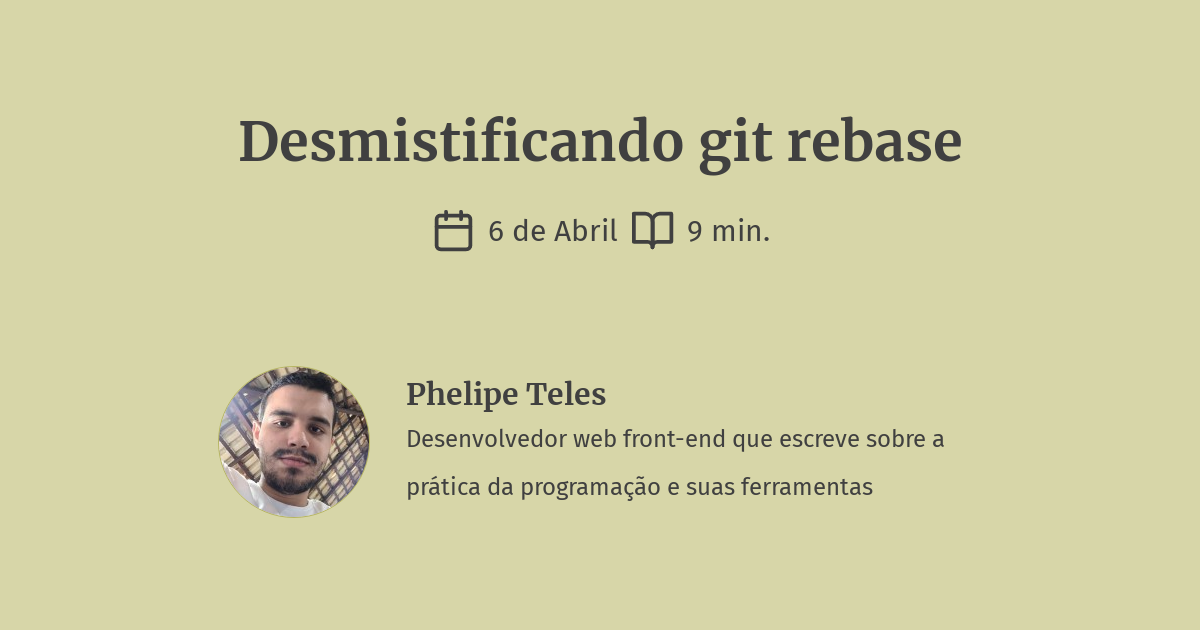 Desmistificando git rebase
6 de Abril 9 min.
Phelipe Teles
Desenvolvedor web front-end que escreve sobre a
prática da programação e suas ferramentas